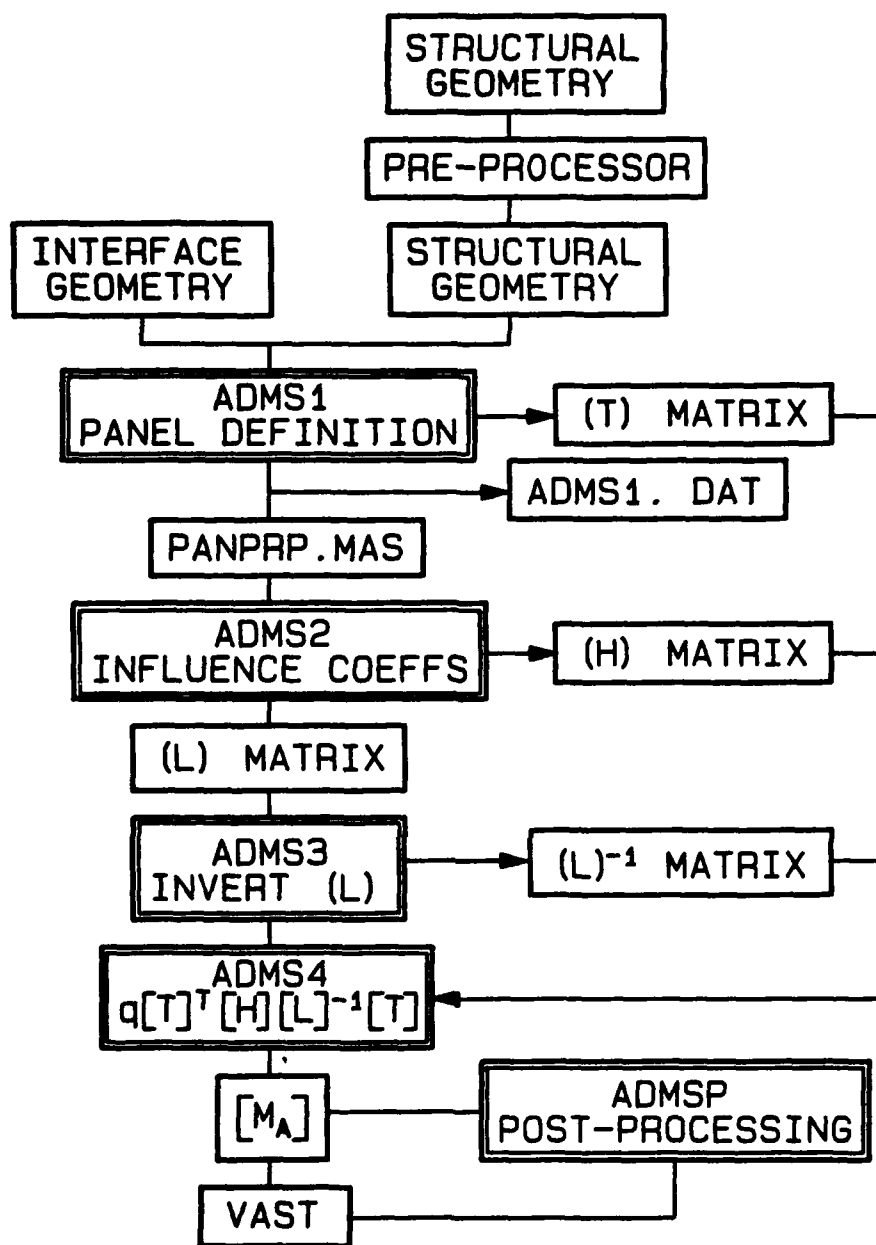 STRUCTURAL
GEOMETRY
PRE-PROCESSOR
INTERFACE
GEOMETRY
STRUCTURAL
GEOMETRY
ADMS1
PANEL DEFINITION
(T) MATRIX
ADMS1. DAT
PANPRP.MAS
ADMS2
INFLUENCE COEFFS
(H) MATRIX
(L) MATRIX
ADMS3
INVERT (L)
(L)⁻¹ MATRIX
ADMS4
q[T]ᵀ[H][L]⁻¹[T]
[M_A]
ADMSP
POST-PROCESSING
VAST